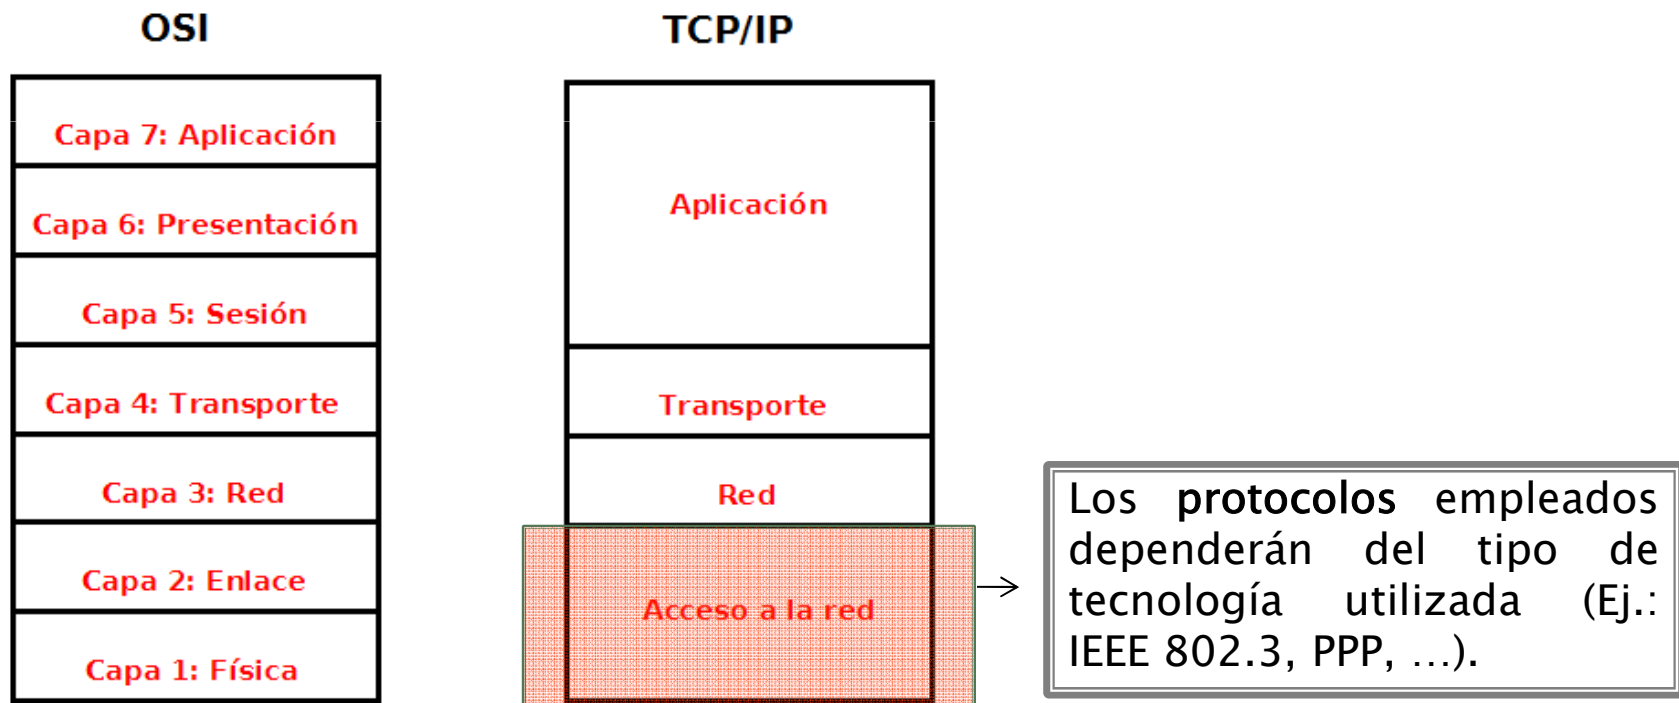 OSI
Capa 7: Aplicación
Capa 6: Presentación
Capa 5: Sesión
Capa 4: Transporte
Capa 3: Red
Capa 2: Enlace
Capa 1: Física
TCP/IP
Aplicación
Transporte
Red
Acceso a la red
Los protocolos empleados
dependerán del tipo de
tecnología utilizada (Ej.:
IEEE 802.3, PPP, …).